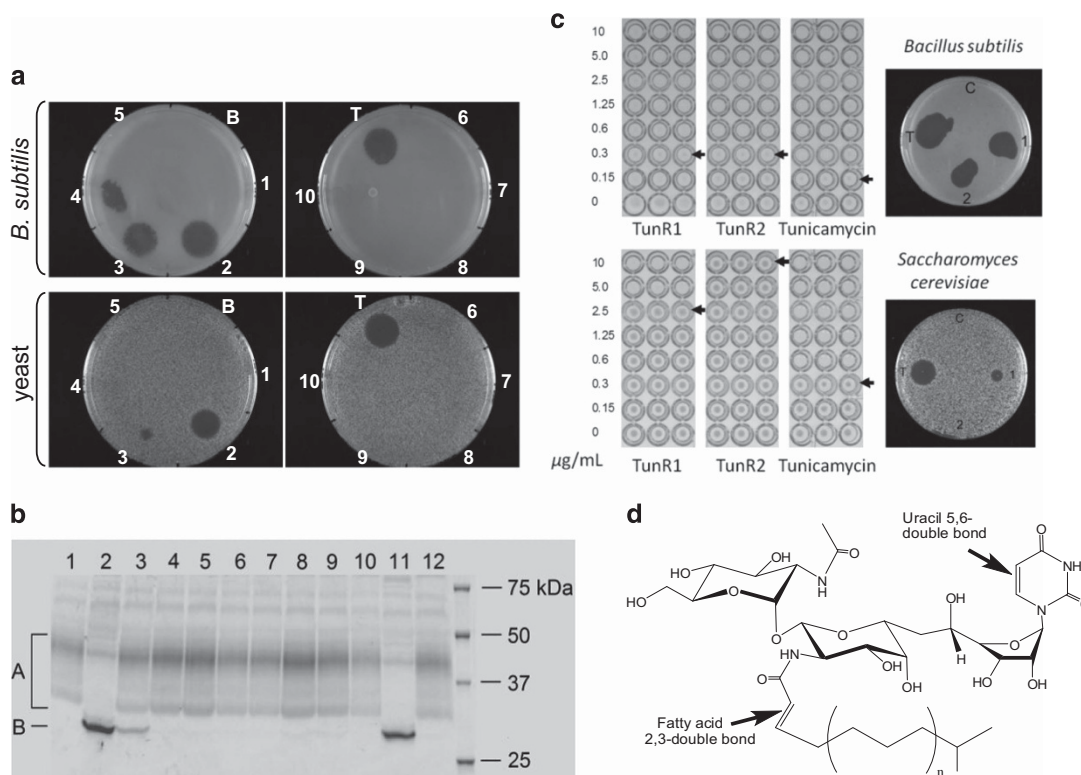 a
B. subtilis
5 B
4 1
3 2
T 6
10 7
9 8
yeast
5 B
4 1
3 2
T 6
10 7
9 8
b
1 2 3 4 5 6 7 8 9 10 11 12
75 kDa
50
A
37
B
25
c
10
5.0
2.5
1.25
0.6
0.3
0.15
0
TunR1 TunR2 Tunicamycin
Bacillus subtilis
C
T 1
2
10
5.0
2.5
1.25
0.6
0.3
0.15
0
μg/mL
TunR1 TunR2 Tunicamycin
Saccharomyces
cerevisiae
C
T 1
2
d
Uracil 5,6-
double bond
O
NH
O
N
OH
O
HO
OH
H
O
NH
OH
HO
HO
O
O
O
HN
OH
OH
O
Fatty acid
2,3-double bond
n